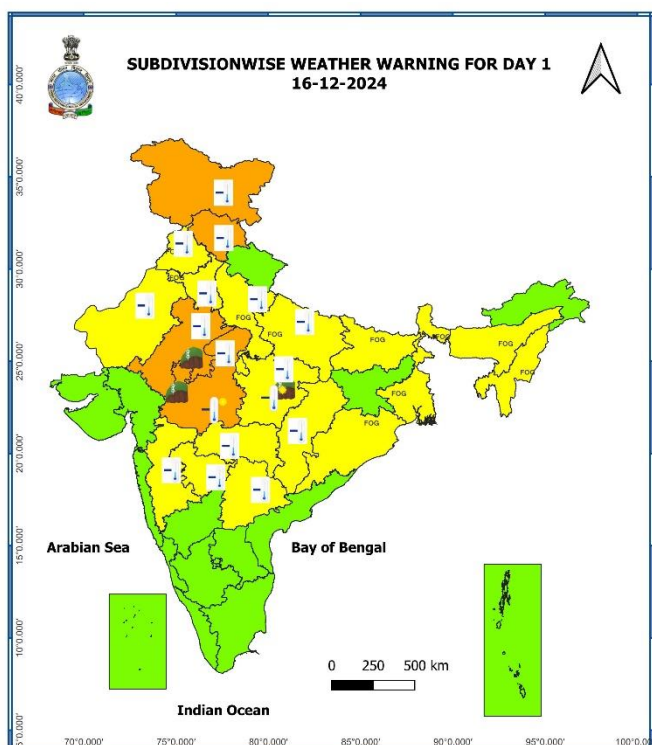 SUBDIVISIONWISE WEATHER WARNING FOR DAY 1
16-12-2024
40°0.000'
35°0.000'
30°0.000'
25°0.000'
20°0.000'
15°0.000'
10°0.000'
5°0.000'
FOG
FOG
FOG
FOG
FOG
FOG
FOG
FOG
Arabian Sea
Bay of Bengal
0 250 500 km
Indian Ocean
70°0.000' 75°0.000' 80°0.000' 85°0.000' 90°0.000' 95°0.000' 100°0.000'